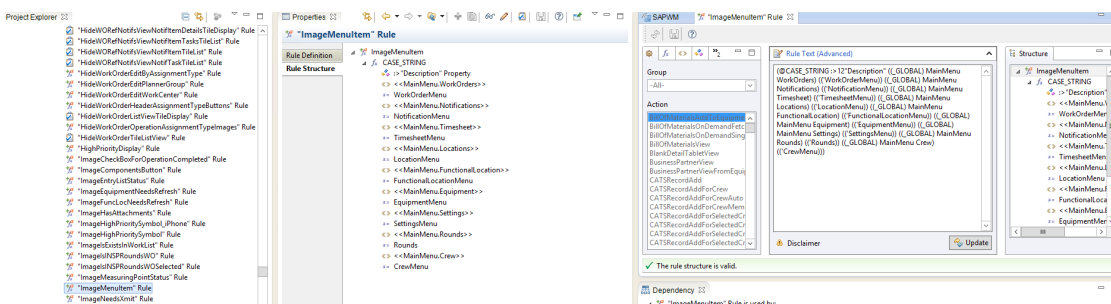 Project Explorer
"HideWORefNotifsViewNotifItemDetailsTileDisplay" Rule
"HideWORefNotifsViewNotifItemTasksTileList" Rule
"HideWORefNotifsViewNotifItemTileList" Rule
"HideWORefNotifsViewNotifTaskTileList" Rule
"HideWorkOrderEditByAssignmentType" Rule
"HideWorkOrderEditPlannerGroup" Rule
"HideWorkOrderEditWorkCenter" Rule
"HideWorkOrderHeaderAssignmentTypeButtons" Rule
"HideWorkOrderListViewTileDisplay" Rule
"HideWorkOrderOperationAssignmentTypeImages" Rule
"HideWorkOrderTileListView" Rule
"HighPriorityDisplay" Rule
"ImageCheckBoxForOperationCompleted" Rule
"ImageComponentsButton" Rule
"ImageEntryListStatus" Rule
"ImageEquipmentNeedsRefresh" Rule
"ImageFuncLocNeedsRefresh" Rule
"ImageHasAttachments" Rule
"ImageHighPrioritySymbol_iPhone" Rule
"ImageHighPrioritySymbol" Rule
"ImageIsExistsInWorkList" Rule
"ImageIsINSPRoundsWO" Rule
"ImageIsINSPRoundsWOSelected" Rule
"ImageMeasuringPointStatus" Rule
"ImageMenuItem" Rule
"ImageNeedsXmit" Rule
Properties
"ImageMenuItem" Rule
Rule Definition
Rule Structure
ImageMenuItem
CASE_STRING
:>"Description" Property
<<MainMenu.WorkOrders>>
WorkOrderMenu
<<MainMenu.Notifications>>
NotificationMenu
<<MainMenu.Timesheet>>
TimesheetMenu
<<MainMenu.Locations>>
LocationMenu
<<MainMenu.FunctionalLocation>>
FunctionalLocationMenu
<<MainMenu.Equipment>>
EquipmentMenu
<<MainMenu.Settings>>
SettingsMenu
<<MainMenu.Rounds>>
Rounds
<<MainMenu.Crew>>
CrewMenu
SAPWM
"ImageMenuItem" Rule
Group
-All-
Action
BillOfMaterialsAddToEquipme
BillOfMaterialsOnDemandFetc
BillOfMaterialsOnDemandSing
BillOfMaterialsView
BlankDetailTabletView
BusinessPartnerView
BusinessPartnerViewFromEquip
CATSRecordAdd
CATSRecordAddForCrew
CATSRecordAddForCrewAuto
CATSRecordAddForCrewMem
CATSRecordAddForSelectedCr
CATSRecordAddForSelectedCr
CATSRecordAddForSelectedCr
Rule Text (Advanced)
(@CASE_STRING :> 12"Description" ((_GLOBAL) MainMenu
WorkOrders) (('WorkOrderMenu)) ((_GLOBAL) MainMenu
Notifications) (('NotificationMenu)) ((_GLOBAL) MainMenu
Timesheet) (('TimesheetMenu)) ((_GLOBAL) MainMenu
Locations) (('LocationMenu)) ((_GLOBAL) MainMenu
FunctionalLocation) (('FunctionalLocationMenu)) ((_GLOBAL)
MainMenu Equipment) (('EquipmentMenu)) ((_GLOBAL)
MainMenu Settings) (('SettingsMenu)) ((_GLOBAL) MainMenu
Rounds) (('Rounds)) ((_GLOBAL) MainMenu Crew)
(('CrewMenu)))
Disclaimer
Update
Structure
ImageMenuItem
CASE_STRING
:>"Description"
<<MainMenu.
WorkOrderMer
<<MainMenu.
NotificationMe
<<MainMenu.
TimesheetMen
<<MainMenu.
LocationMenu
<<MainMenu.
FunctionalLoca
<<MainMenu.
EquipmentMer
The rule structure is valid.
Dependency
"ImageMenuItem" Rule is used by: